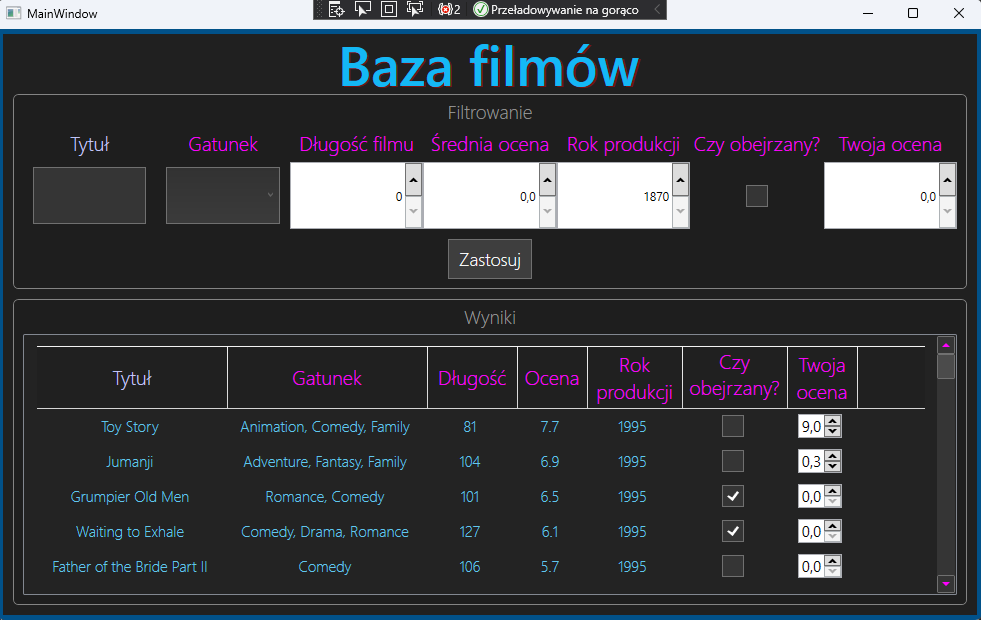 MainWindow
2
Przeładowywanie na gorąco
Baza filmów
Filtrowanie
Tytuł Gatunek Długość filmu Średnia ocena Rok produkcji Czy obejrzany? Twoja ocena
0 0,0 1870 0,0
Zastosuj
Wyniki
Tytuł Gatunek Długość Ocena Rok produkcji Czy obejrzany? Twoja ocena
Toy Story Animation, Comedy, Family 81 7.7 1995 9,0
Jumanji Adventure, Fantasy, Family 104 6.9 1995 0,3
Grumpier Old Men Romance, Comedy 101 6.5 1995 0,0
Waiting to Exhale Comedy, Drama, Romance 127 6.1 1995 0,0
Father of the Bride Part II Comedy 106 5.7 1995 0,0